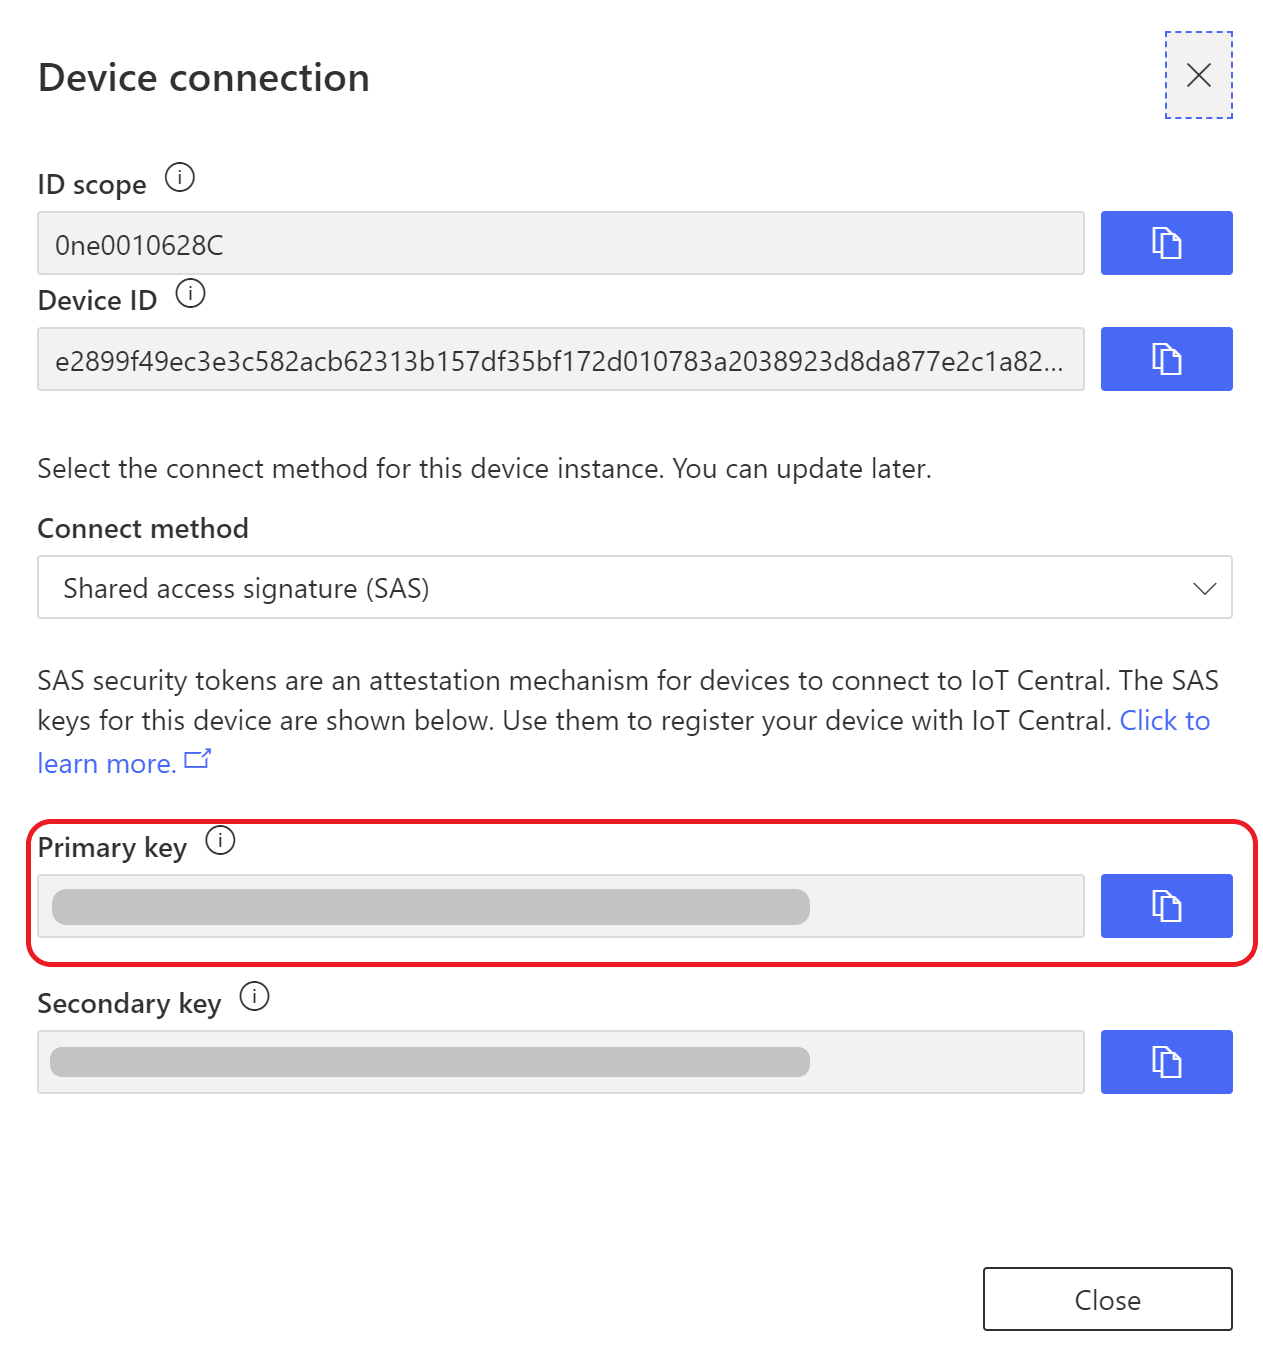 Device connection
ID scope
0ne0010628C
Device ID
e2899f49ec3e3c582acb62313b157df35bf172d010783a2038923d8da877e2c1a82...
Select the connect method for this device instance. You can update later.
Connect method
Shared access signature (SAS)
SAS security tokens are an attestation mechanism for devices to connect to IoT Central. The SAS
keys for this device are shown below. Use them to register your device with IoT Central. Click to
learn more.
Primary key
Secondary key
Close